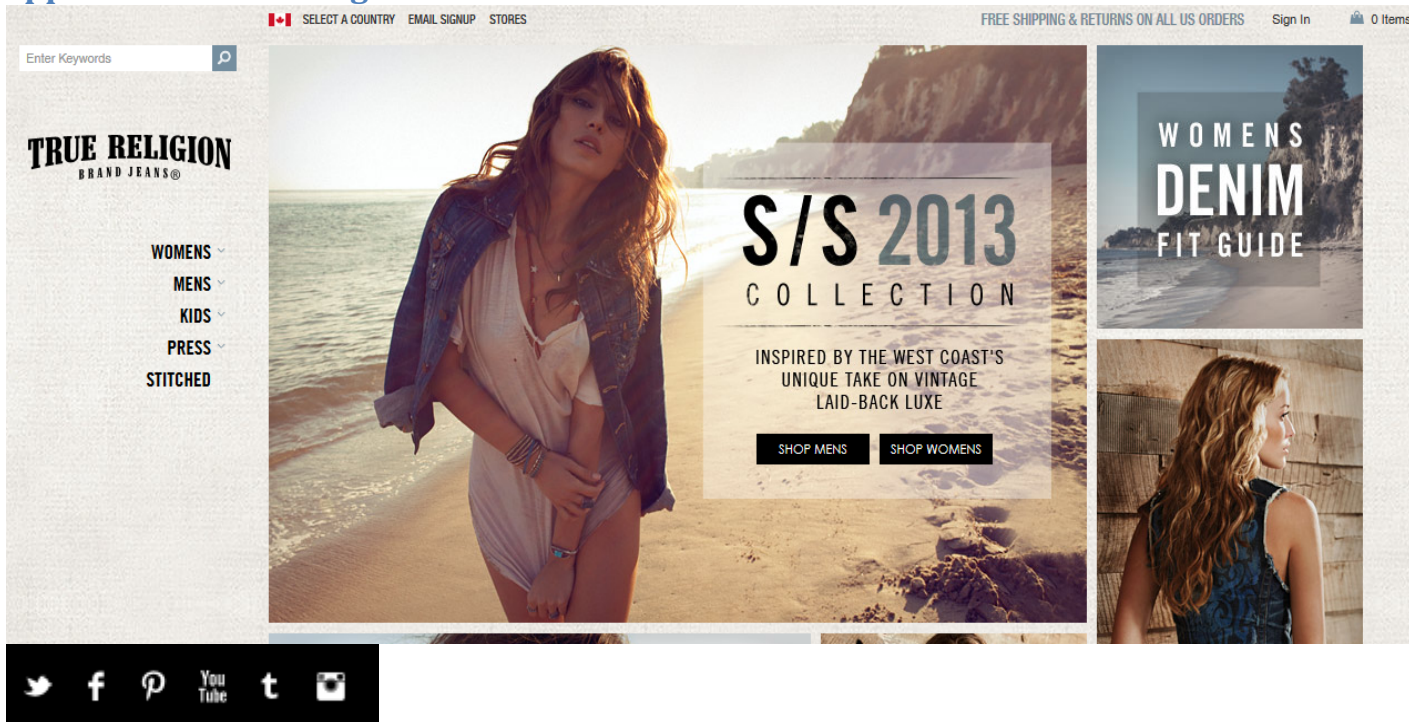 SELECT A COUNTRY EMAIL SIGNUP STORES
FREE SHIPPING & RETURNS ON ALL US ORDERS Sign In 0 Items
Enter Keywords
TRUE RELIGION
BRAND JEANS®
WOMENS
MENS
KIDS
PRESS
STITCHED
S/S 2013
COLLECTION
INSPIRED BY THE WEST COAST'S
UNIQUE TAKE ON VINTAGE
LAID-BACK LUXE
SHOP MENS SHOP WOMENS
WOMENS
DENIM
FIT GUIDE
f
You
Tube
t